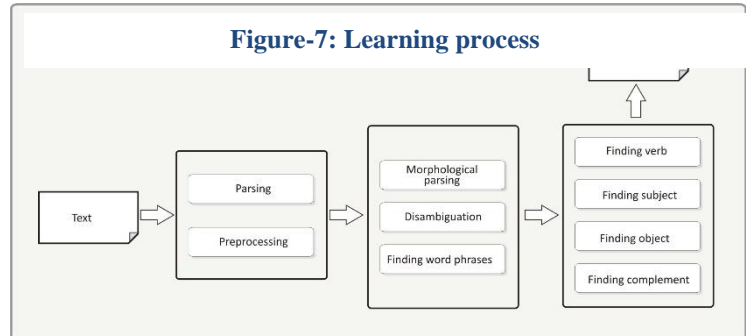 Figure-7: Learning process
Text
Parsing
Preprocessing
Morphological
parsing
Disambiguation
Finding word phrases
Finding verb
Finding subject
Finding object
Finding complement